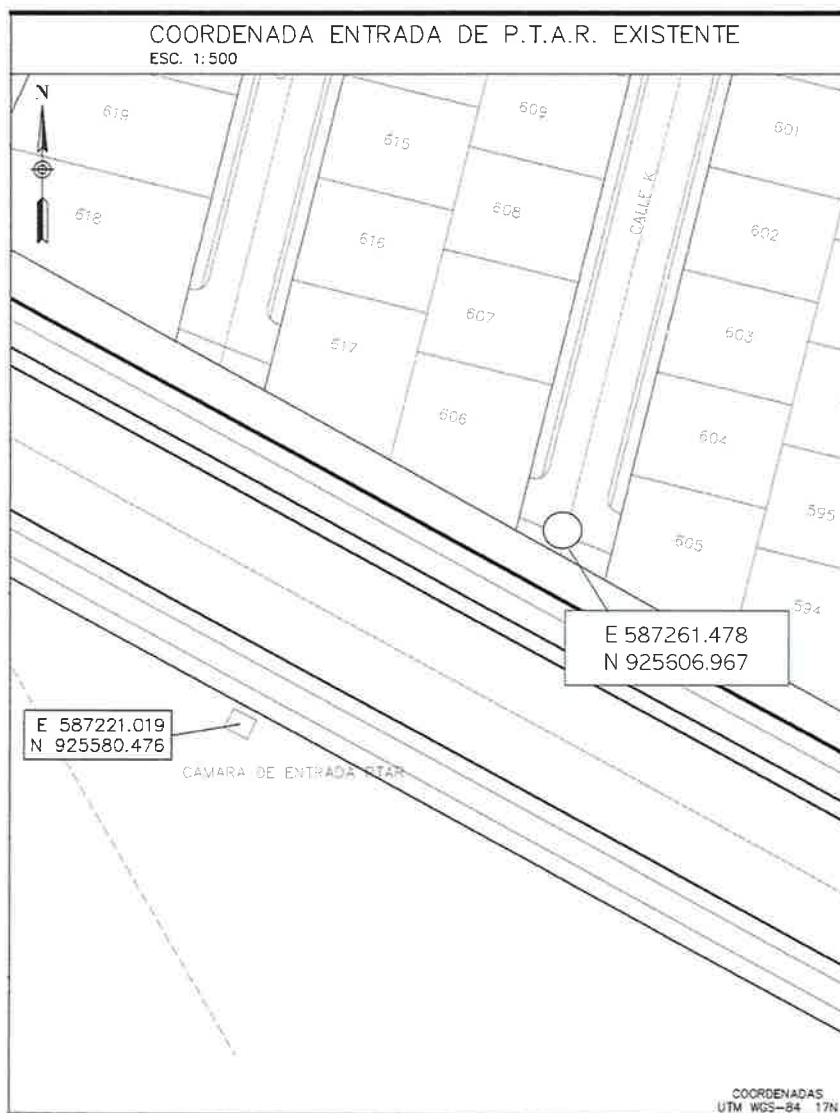 COORDENADA ENTRADA DE P.T.A.R. EXISTENTE
ESC. 1:500
N
619
618
615
616
617
609
608
607
606
CALLE K
601
602
603
604
605
595
594
E 587261.478
N 925606.967
E 587221.019
N 925580.476
CAMARA DE ENTRADA PTAR
COORDENADAS
UTM WGS-84 17N